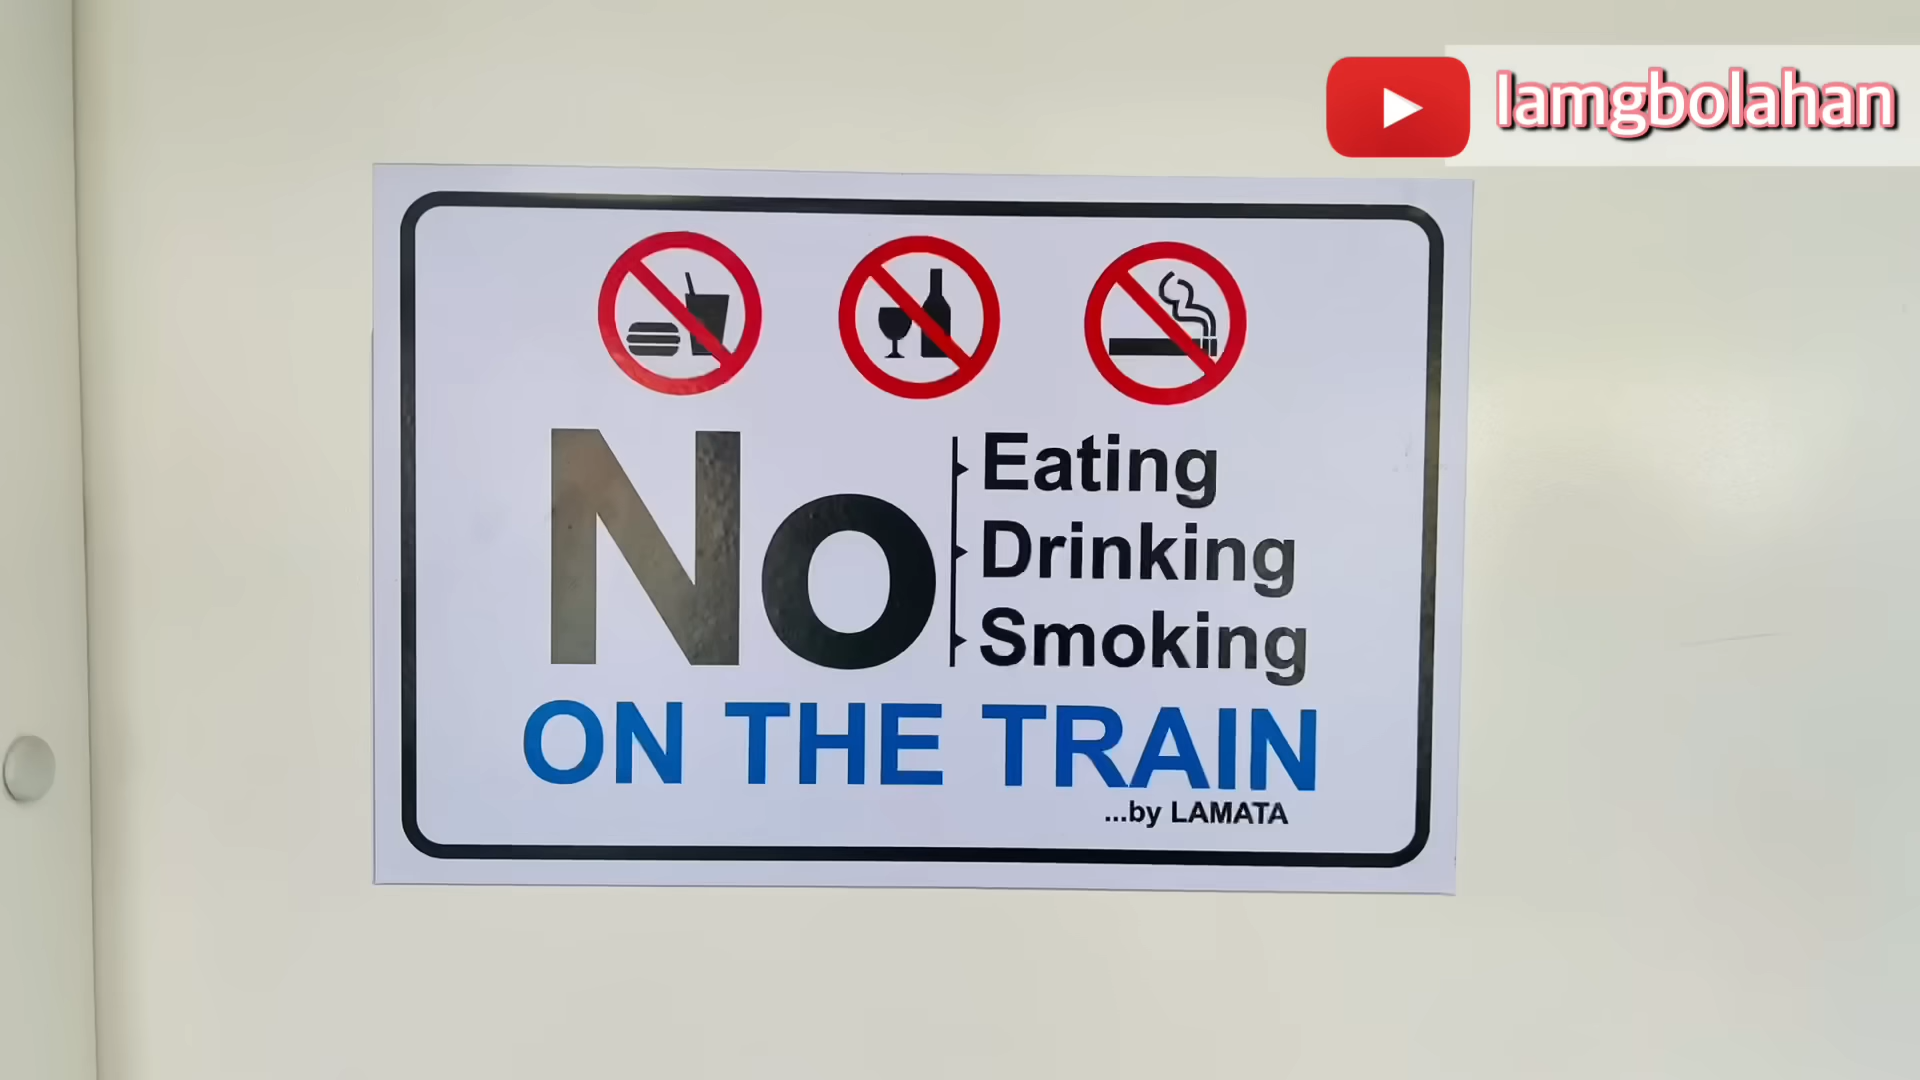 Iamgbolahan
No
Eating
Drinking
Smoking
ON THE TRAIN
...by LAMATA